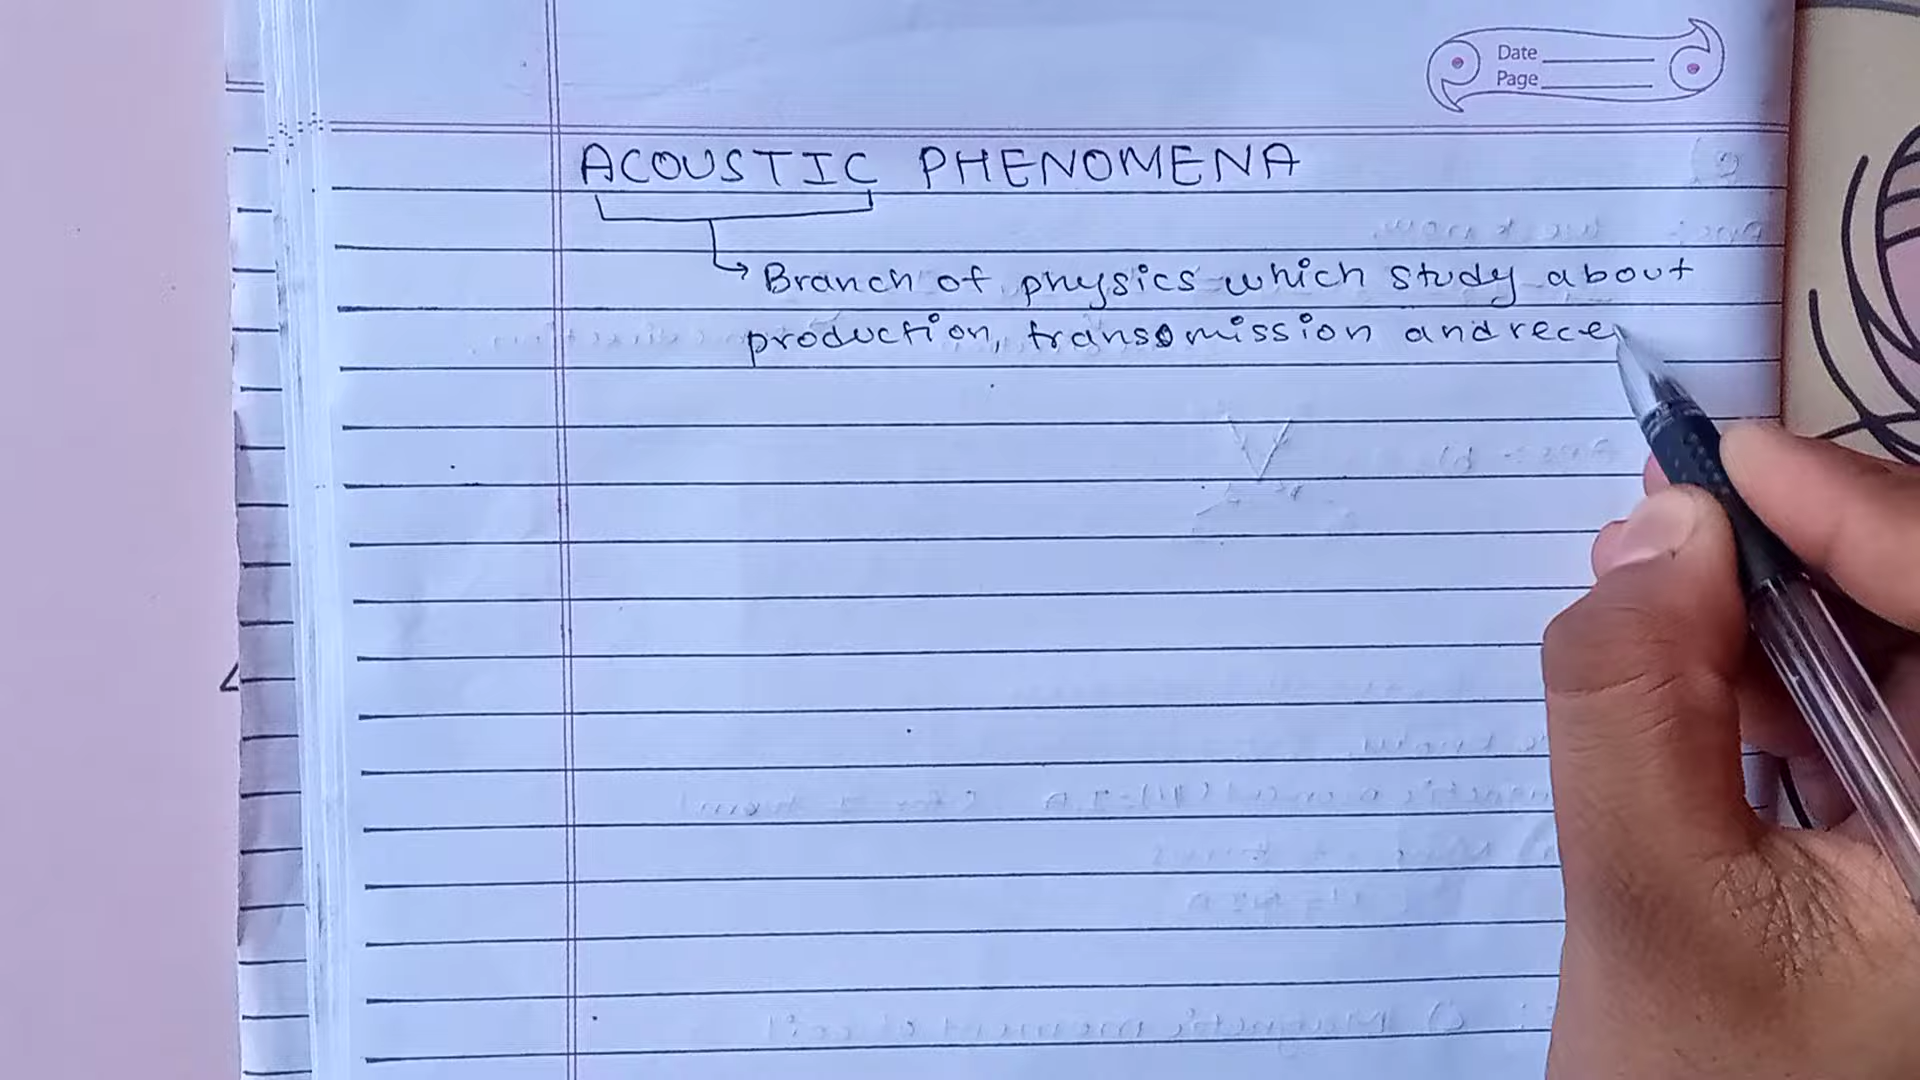 Date
Page
ACOUSTIC PHENOMENA
Branch of physics which study about
production, transmission and rece